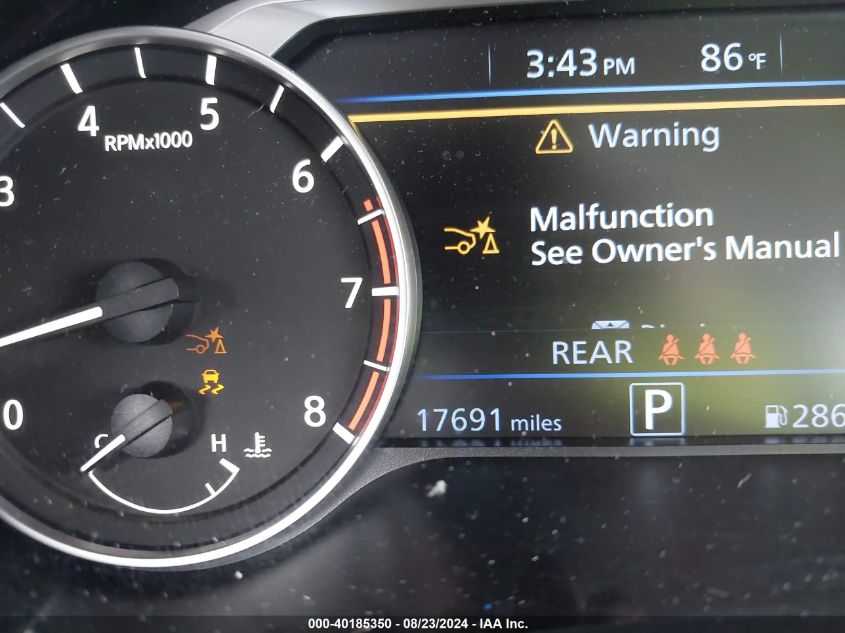 3:43 PM 86 °F
Warning
Malfunction
See Owner's Manual
REAR
17691 miles P 286
3 4 5 6 7 8 0
RPMx1000
C H
000-40185350 - 08/23/2024 - IAA Inc.